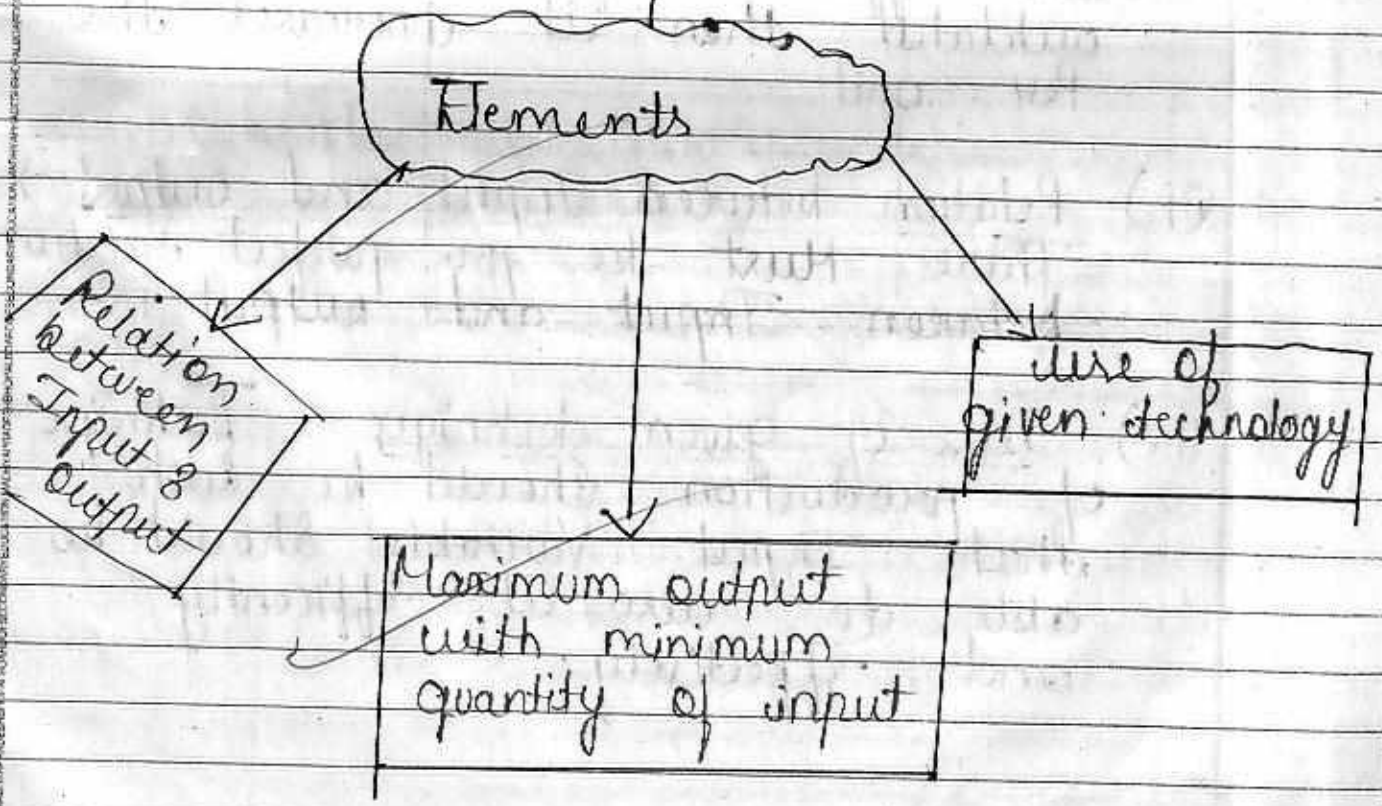 Elements
Relation
between
Input &
Output
Use of
given technology
Maximum output
with minimum
quantity of input